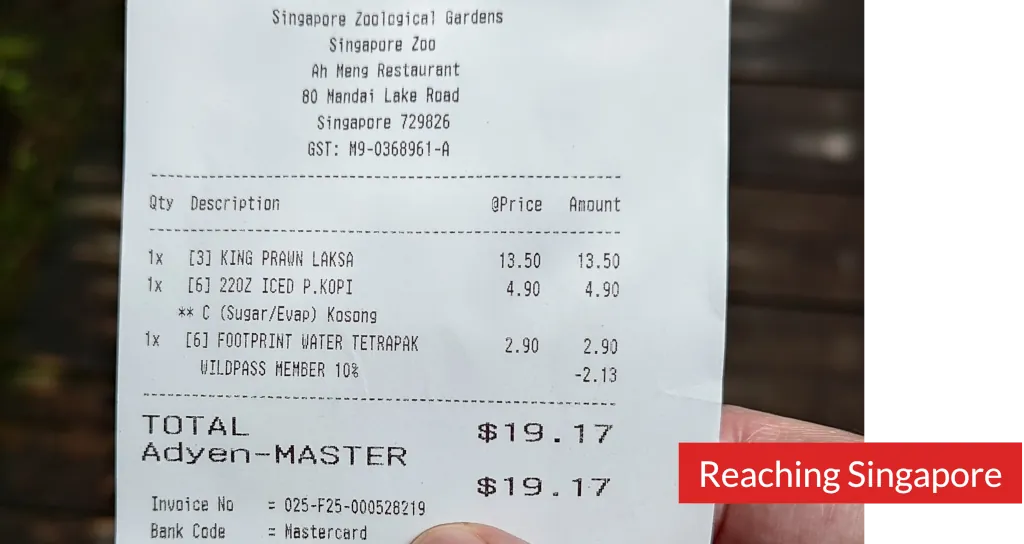 Singapore Zoological Gardens
Singapore Zoo
Ah Meng Restaurant
80 Mandai Lake Road
Singapore 729826
GST: M9-0368961-A
Qty Description @Price Amount
1x [3] KING PRAWN LAKSA 13.50 13.50
1x [6] 22OZ ICED P.KOPI 4.90 4.90
** C (Sugar/Evap) Kosong
1x [6] FOOTPRINT WATER TETRAPAK 2.90 2.90
WILDPASS MEMBER 10% -2.13
TOTAL $19.17
Adyen-MASTER
$19.17
Invoice No = 025-F25-000528219
Bank Code = Mastercard
Reaching Singapore